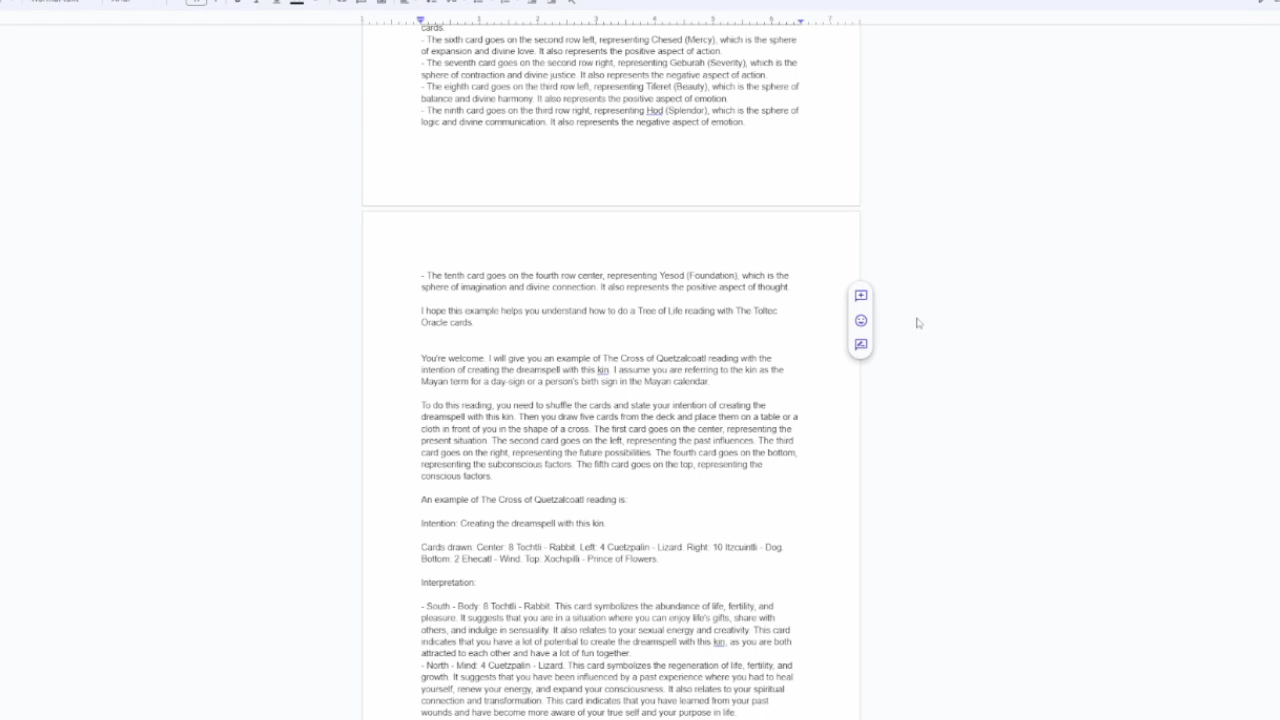 cards.
- The sixth card goes on the second row left, representing Chesed (Mercy), which is the sphere
of expansion and divine love. It also represents the positive aspect of action.
- The seventh card goes on the second row right, representing Geburah (Severity), which is the
sphere of contraction and divine justice. It also represents the negative aspect of action.
- The eighth card goes on the third row left, representing Tiferet (Beauty), which is the sphere of
balance and divine harmony. It also represents the positive aspect of emotion.
- The ninth card goes on the third row right, representing Hod (Splendor), which is the sphere of
logic and divine communication. It also represents the negative aspect of emotion.
- The tenth card goes on the fourth row center, representing Yesod (Foundation), which is the
sphere of imagination and divine connection. It also represents the positive aspect of thought.
I hope this example helps you understand how to do a Tree of Life reading with The Toltec
Oracle cards.
You're welcome. I will give you an example of The Cross of Quetzalcoatl reading with the
intention of creating the dreamspell with this kin. I assume you are referring to the kin as the
Mayan term for a day-sign or a person's birth sign in the Mayan calendar.
To do this reading, you need to shuffle the cards and state your intention of creating the
dreamspell with this kin. Then you draw five cards from the deck and place them on a table or a
cloth in front of you in the shape of a cross. The first card goes on the center, representing the
present situation. The second card goes on the left, representing the past influences. The third
card goes on the right, representing the future possibilities. The fourth card goes on the bottom,
representing the subconscious factors. The fifth card goes on the top, representing the
conscious factors.
An example of The Cross of Quetzalcoatl reading is:
Intention: Creating the dreamspell with this kin.
Cards drawn: Center: 8 Tochtli - Rabbit. Left: 4 Cuetzpalin - Lizard. Right: 10 Itzcuintli - Dog.
Bottom: 2 Ehecatl - Wind. Top: Xochipilli - Prince of Flowers.
Interpretation:
- South - Body: 8 Tochtli - Rabbit. This card symbolizes the abundance of life, fertility, and
pleasure. It suggests that you are in a situation where you can enjoy life's gifts, share with
others, and indulge in sensuality. It also relates to your sexual energy and creativity. This card
indicates that you have a lot of potential to create the dreamspell with this kin, as you are both
attracted to each other and have a lot of fun together.
- North - Mind: 4 Cuetzpalin - Lizard. This card symbolizes the regeneration of life, fertility, and
growth. It suggests that you have been influenced by a past experience where you had to heal
yourself, renew your energy, and expand your consciousness. It also relates to your spiritual
connection and transformation. This card indicates that you have learned from your past
wounds and have become more aware of your true self and your purpose in life.